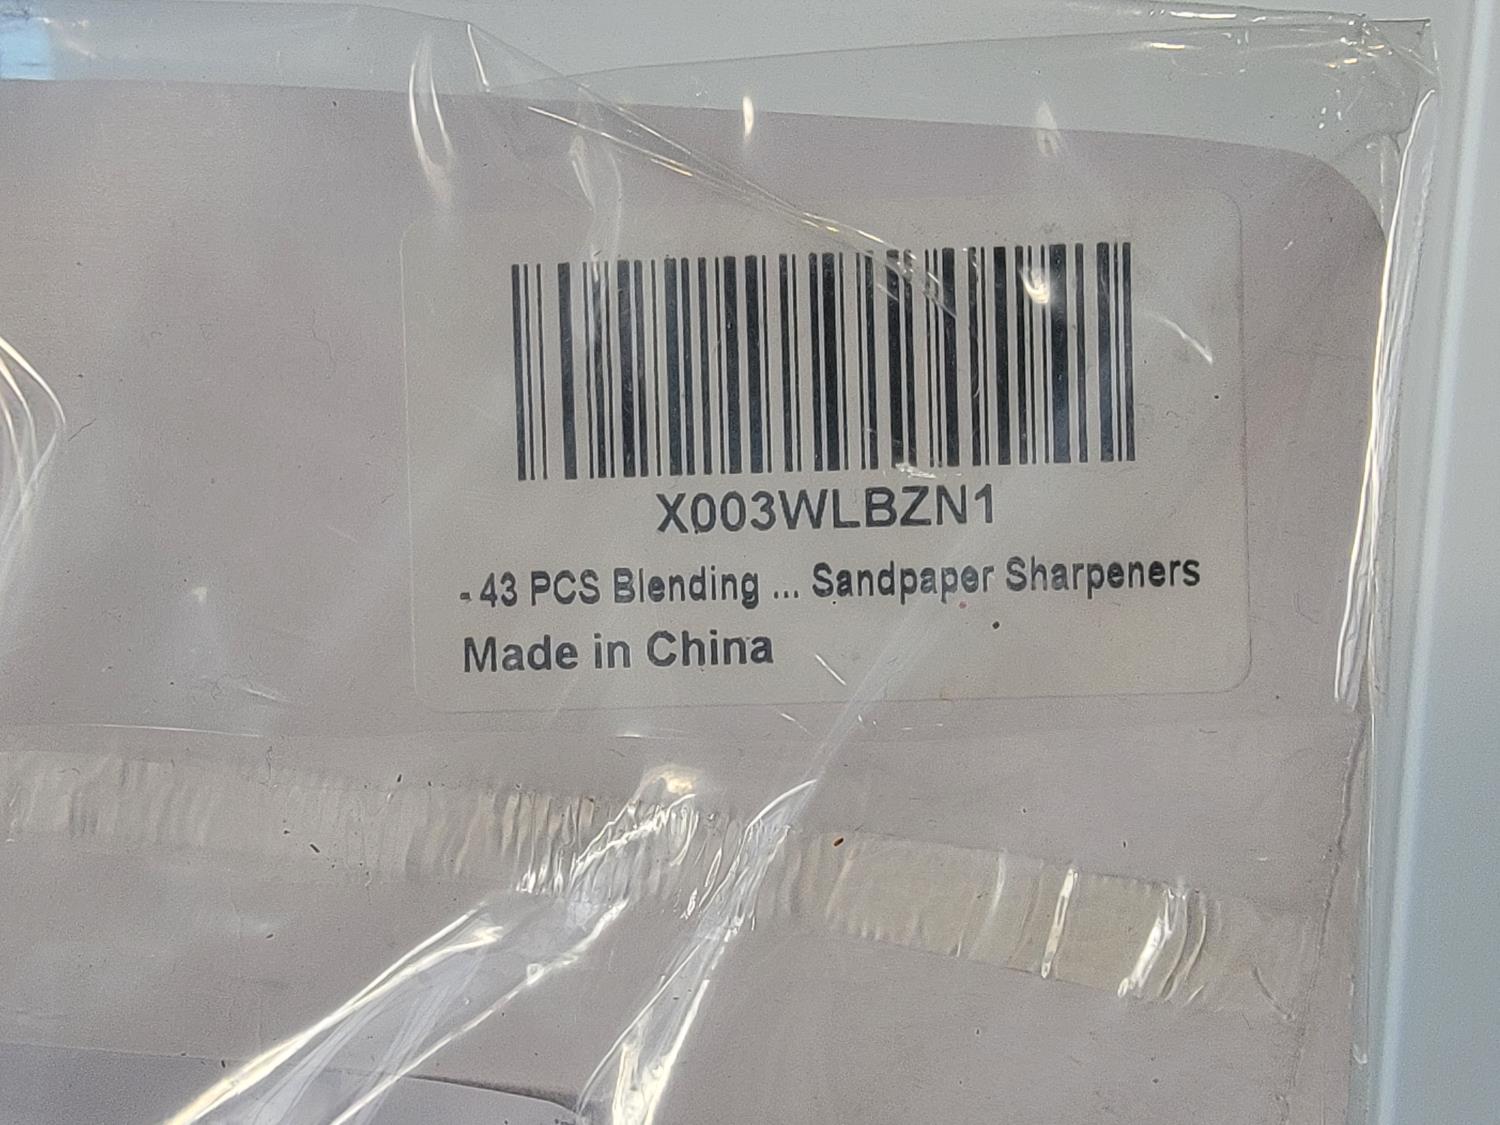 X003WLBZN1
- 43 PCS Blending ... Sandpaper Sharpeners
Made in China